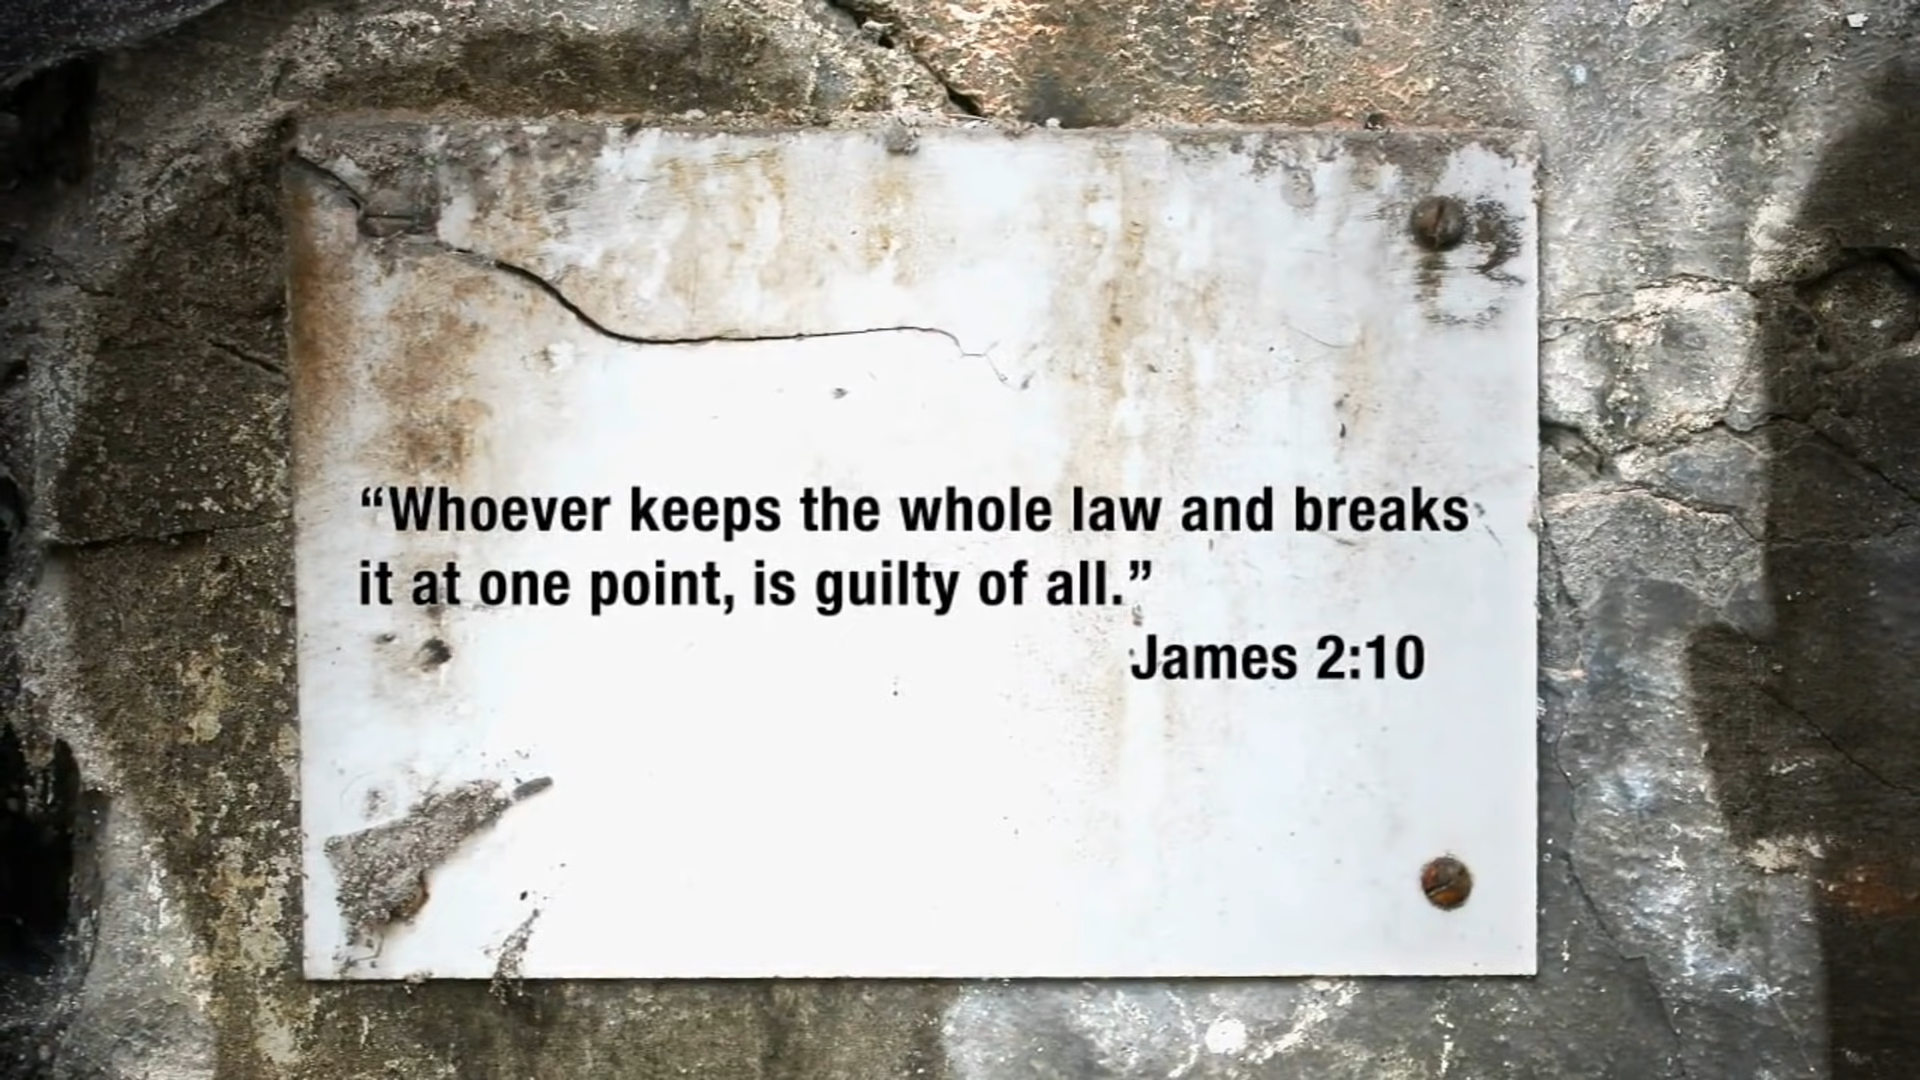 “Whoever keeps the whole law and breaks
it at one point, is guilty of all.”
James 2:10